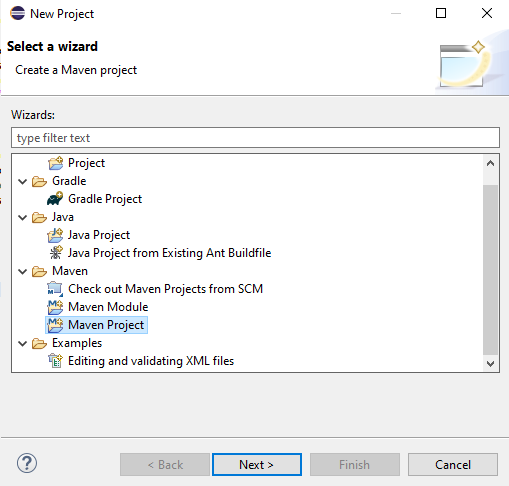 New Project
Select a wizard
Create a Maven project
Wizards:
type filter text
Project
Gradle
Gradle Project
Java
Java Project
Java Project from Existing Ant Buildfile
Maven
Check out Maven Projects from SCM
Maven Module
Maven Project
Examples
Editing and validating XML files
? < Back Next > Finish Cancel